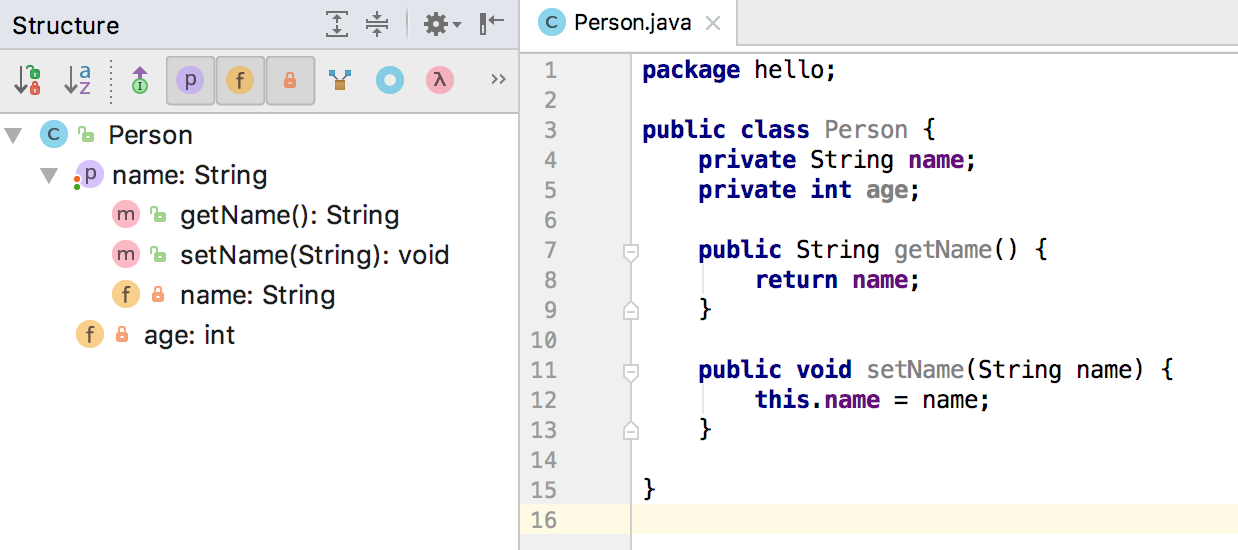 Structure
a
z
I
p
f
λ
»
C Person
p name: String
m getName(): String
m setName(String): void
f name: String
f age: int
C Person.java ×
1 package hello;
2
3 public class Person {
4     private String name;
5     private int age;
6
7     public String getName() {
8         return name;
9     }
10
11     public void setName(String name) {
12         this.name = name;
13     }
14
15 }
16